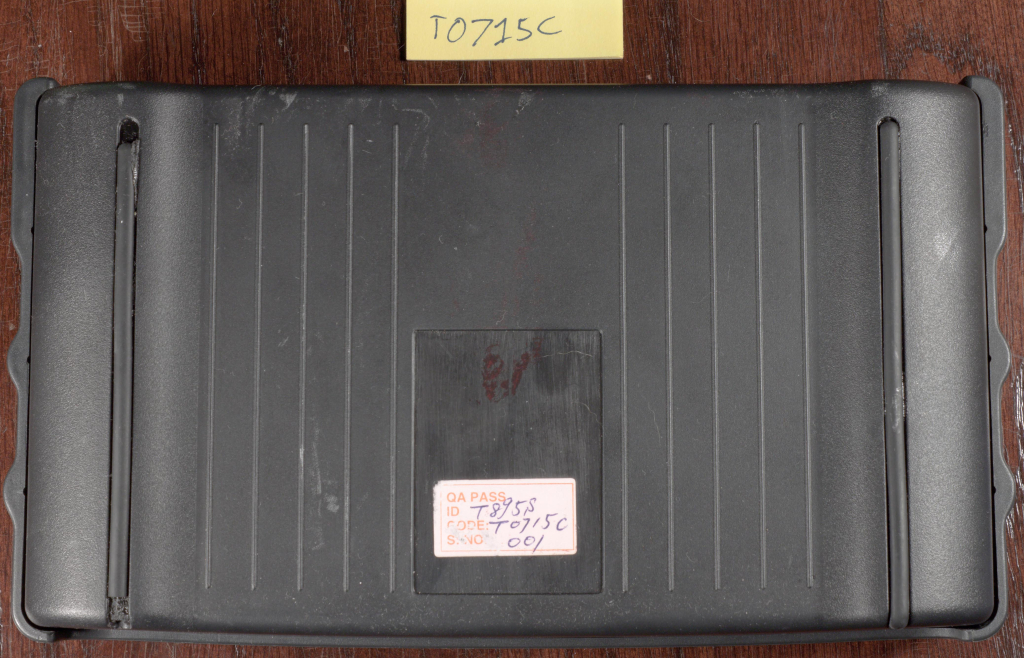 T0715C
QA PASS
ID T895S
CODE: T0715C
S. NO: 001